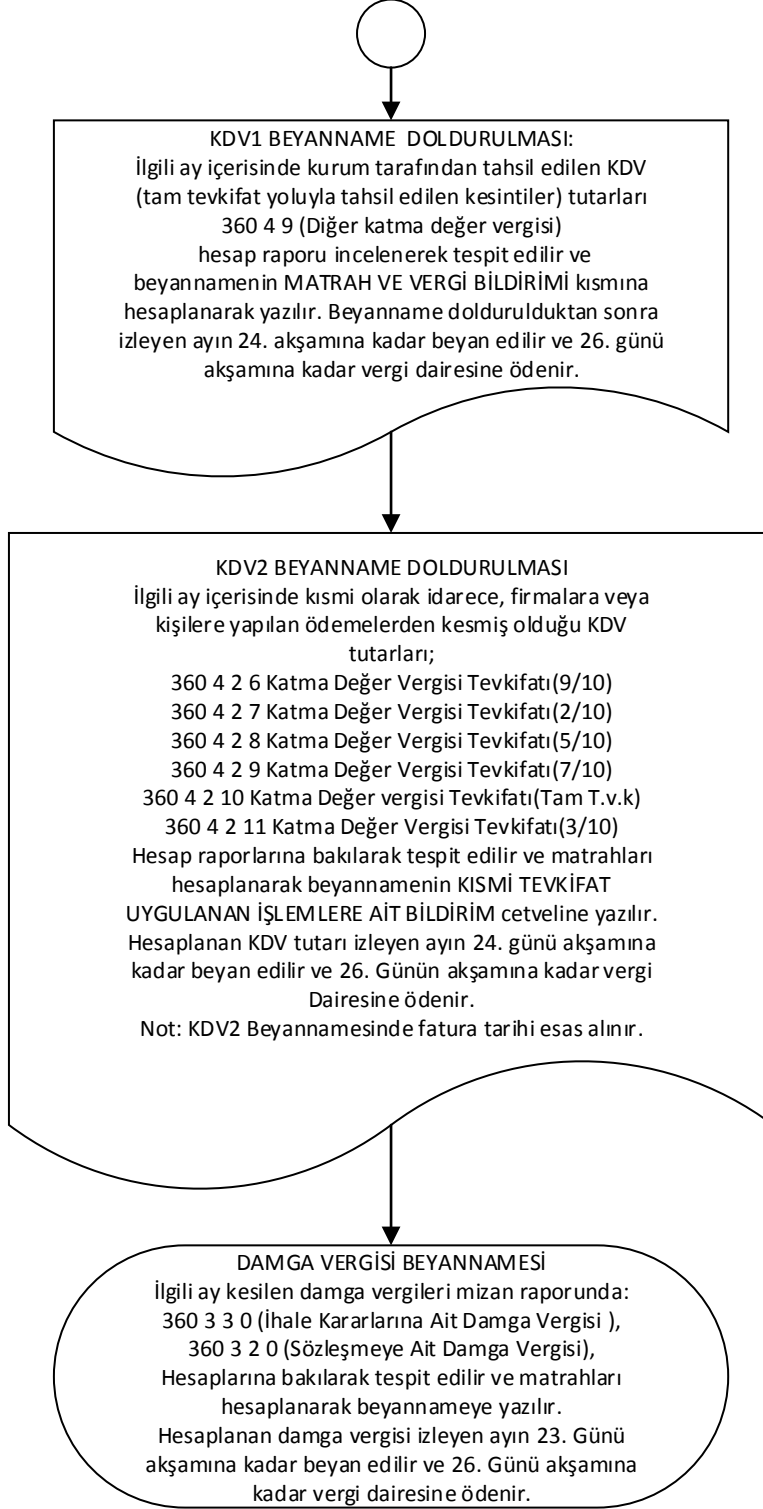 KDV1 BEYANNAME DOLDURULMASI:
İlgili ay içerisinde kurum tarafından tahsil edilen KDV
(tam tevkifat yoluyla tahsil edilen kesintiler) tutarları
360 4 9 (Diğer katma değer vergisi)
hesap raporu incelenerek tespit edilir ve
beyannamenin MATRAH VE VERGİ BİLDİRİMİ kısmına
hesaplanarak yazılır. Beyanname doldurulduktan sonra
izleyen ayın 24. akşamına kadar beyan edilir ve 26. günü
akşamına kadar vergi dairesine ödenir.
KDV2 BEYANNAME DOLDURULMASI
İlgili ay içerisinde kısmi olarak idarece, firmalara veya
kişilere yapılan ödemelerden kesmiş olduğu KDV
tutarları;
360 4 2 6 Katma Değer Vergisi Tevkifatı(9/10)
360 4 2 7 Katma Değer Vergisi Tevkifatı(2/10)
360 4 2 8 Katma Değer Vergisi Tevkifatı(5/10)
360 4 2 9 Katma Değer Vergisi Tevkifatı(7/10)
360 4 2 10 Katma Değer vergisi Tevkifatı(Tam T.v.k)
360 4 2 11 Katma Değer Vergisi Tevkifatı(3/10)
Hesap raporlarına bakılarak tespit edilir ve matrahları
hesaplanarak beyannamenin KISMİ TEVKİFAT
UYGULANAN İŞLEMLERE AİT BİLDİRİM cetveline yazılır.
Hesaplanan KDV tutarı izleyen ayın 24. günü akşamına
kadar beyan edilir ve 26. Günün akşamına kadar vergi
Dairesine ödenir.
Not: KDV2 Beyannamesinde fatura tarihi esas alınır.
DAMGA VERGİSİ BEYANNAMESİ
İlgili ay kesilen damga vergileri mizan raporunda:
360 3 3 0 (İhale Kararlarına Ait Damga Vergisi ),
360 3 2 0 (Sözleşmeye Ait Damga Vergisi),
Hesaplarına bakılarak tespit edilir ve matrahları
hesaplanarak beyannameye yazılır.
Hesaplanan damga vergisi izleyen ayın 23. Günü
akşamına kadar beyan edilir ve 26. Günü akşamına
kadar vergi dairesine ödenir.